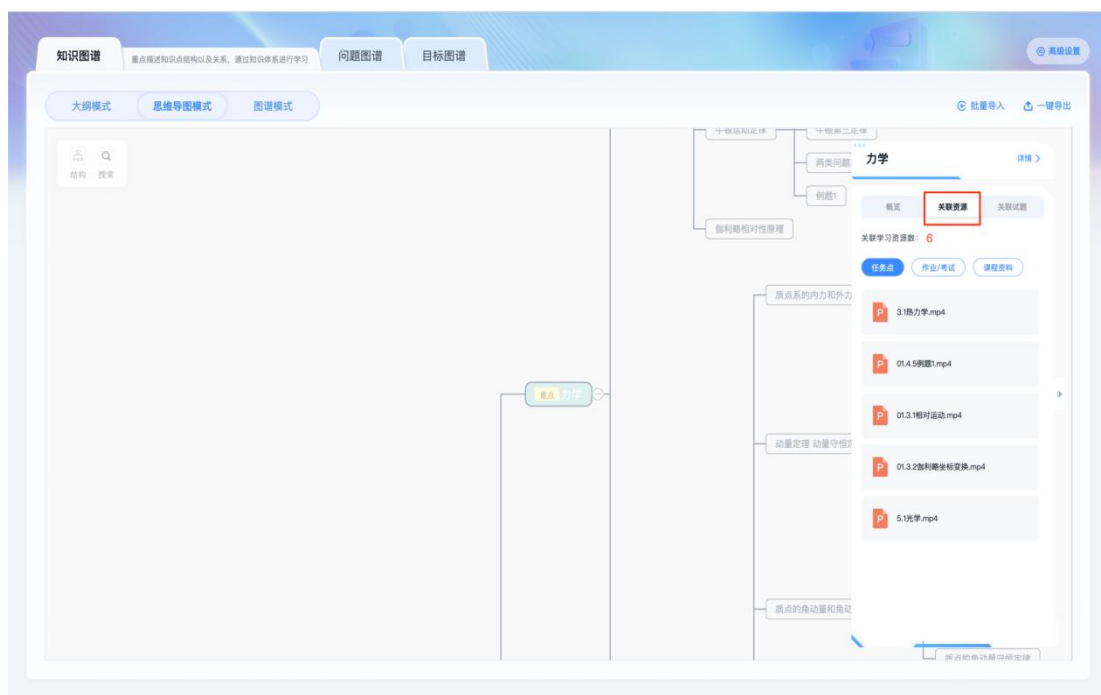 知识图谱
重点描述知识点结构以及关系，通过知识体系进行学习
问题图谱
目标图谱
高级设置
大纲模式
思维导图模式
图谱模式
批量导入
一键导出
结构
搜索
牛顿运动定律
牛顿第三定律
两类问题
例题1
伽利略相对性原理
质点系的内力和外力
重点 力学
动量定理 动量守恒定
质点的角动量和角动
质点的角动量守恒定律
力学
详情
概览
关联资源
关联试题
关联学习资源数： 6
任务点
作业/考试
课程资料
P 3.1热力学.mp4
P 01.4.5例题1.mp4
P 01.3.1相对运动.mp4
P 01.3.2伽利略坐标变换.mp4
P 5.1光学.mp4